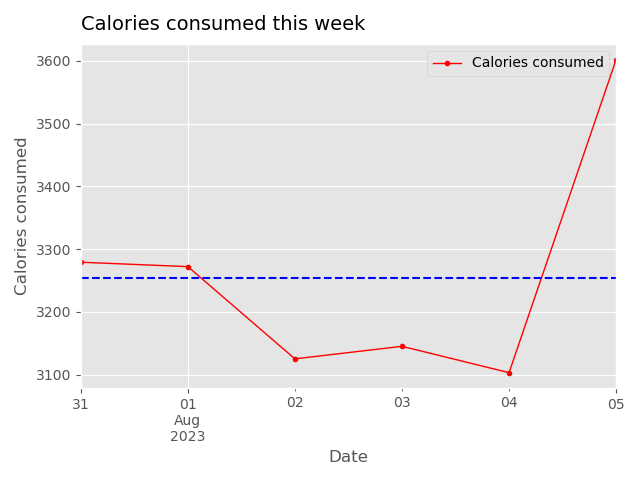 Calories consumed this week
Calories consumed
3600
3500
3400
3300
3200
3100
Calories consumed
31
01
Aug
2023
02
03
04
05
Date